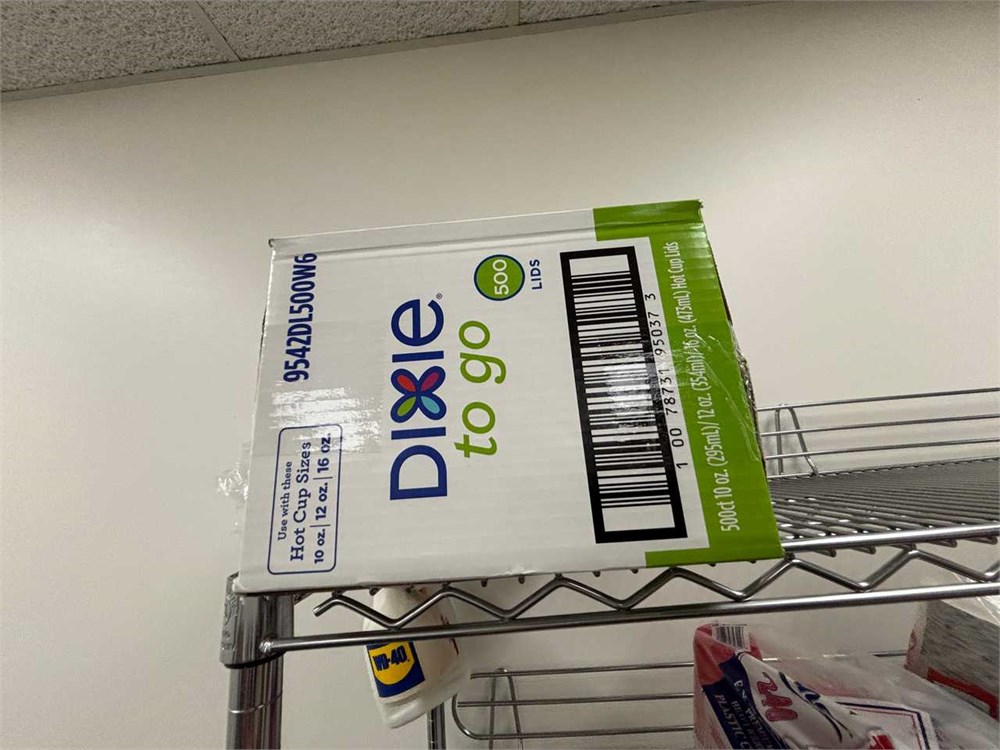 9542DL500W6
Use with these
Hot Cup Sizes
10 oz. | 12 oz. | 16 oz.
DIXIE®
to go
500
LIDS
1 00 78731 95037 3
500ct 10 oz. (295mL)/ 12 oz. (354mL)/ 16 oz. (473mL) Hot Cup Lids
WD-40